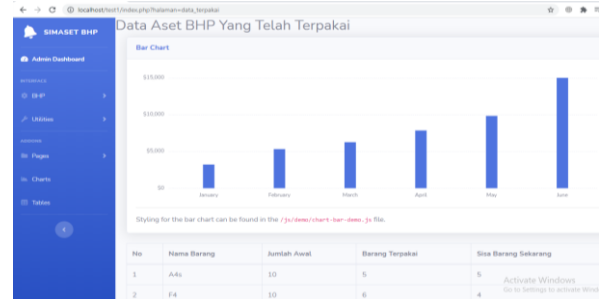 localhost/test1/index.php?halaman=data_terpakai
SIMASET BHP
Data Aset BHP Yang Telah Terpakai
Admin Dashboard
Bar Chart
INTERFACE
BHP
Utilities
Pages
Charts
Tables
$15,000
$10,000
$5,000
$0
January February March April May June
Styling for the bar chart can be found in the /js/demo/chart-bar-demo.js file.
No Nama Barang Jumlah Awal Barang Terpakai Sisa Barang Sekarang
1 A4s 10 5 5
2 F4 10 6 4
Activate Windows
Go to Settings to activate Wind